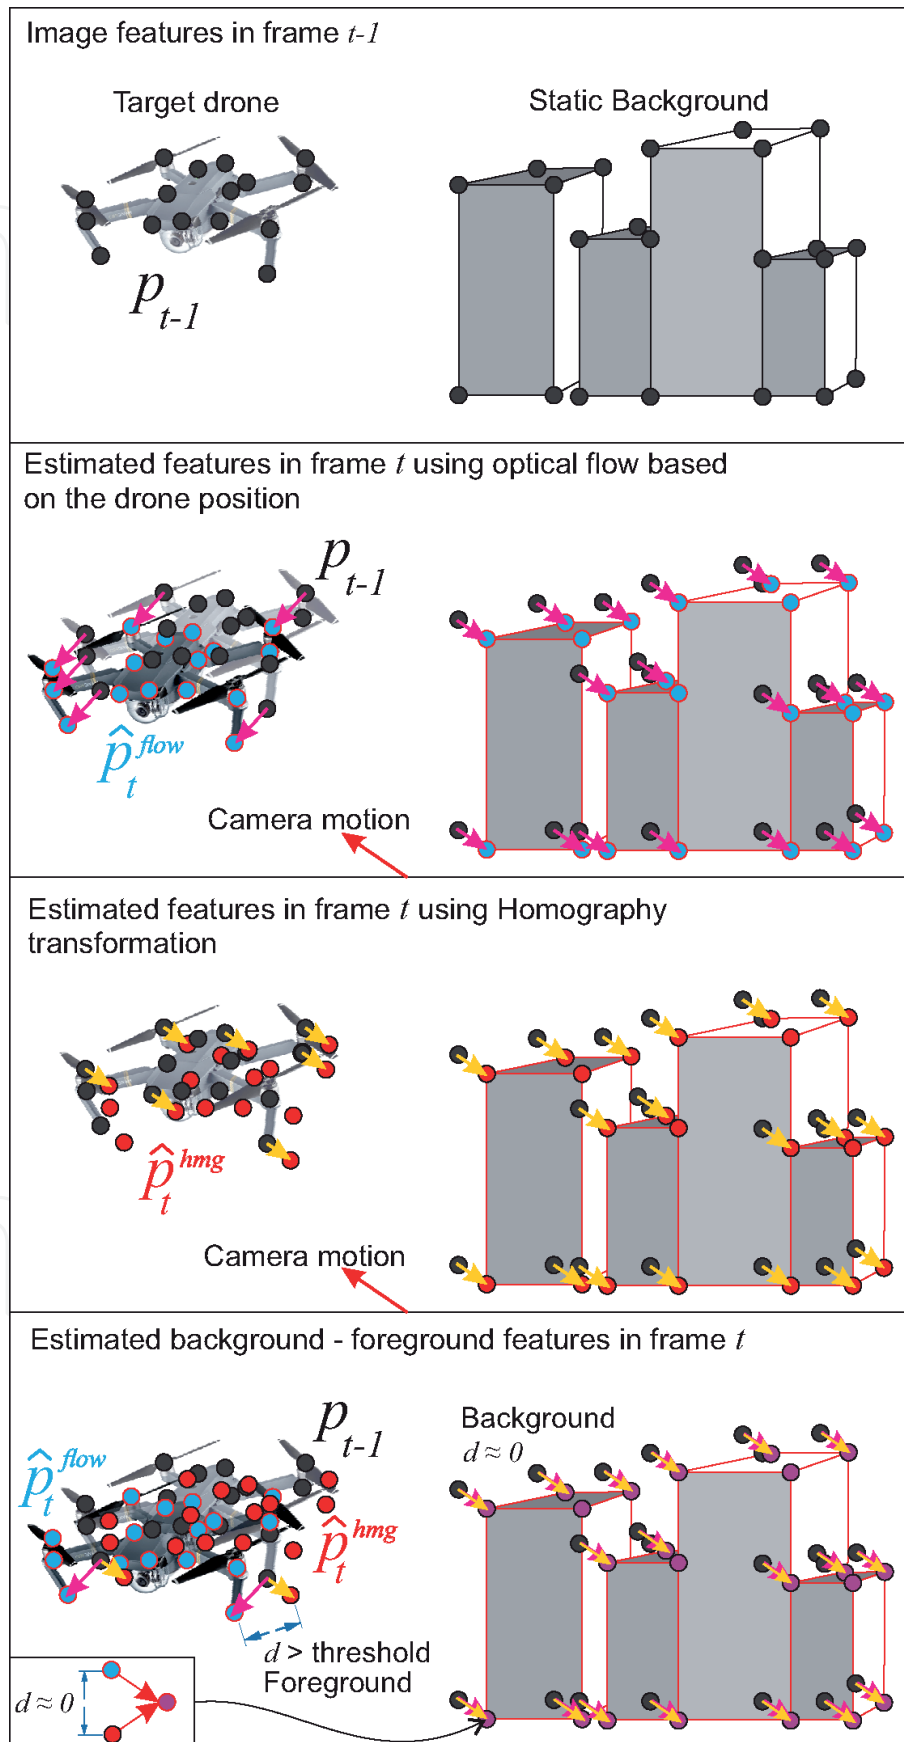 Image features in frame t-1
Target drone
Static Background
p t-1
Estimated features in frame t using optical flow based
on the drone position
p t-1
p̂ t flow
Camera motion
Estimated features in frame t using Homography
transformation
p̂ t hmg
Camera motion
Estimated background - foreground features in frame t
p t-1
Background
d ≈ 0
p̂ t flow
p̂ t hmg
d > threshold
Foreground
d ≈ 0